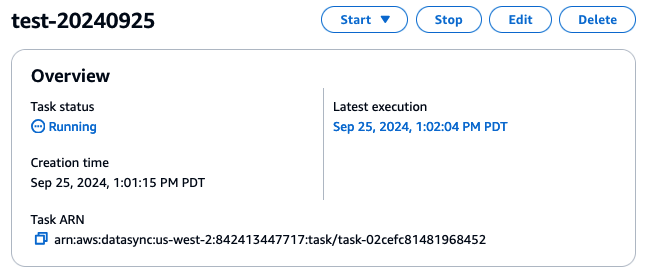 test-20240925
Start
Stop
Edit
Delete
Overview
Task status
Running
Latest execution
Sep 25, 2024, 1:02:04 PM PDT
Creation time
Sep 25, 2024, 1:01:15 PM PDT
Task ARN
arn:aws:datasync:us-west-2:842413447717:task/task-02cefc81481968452